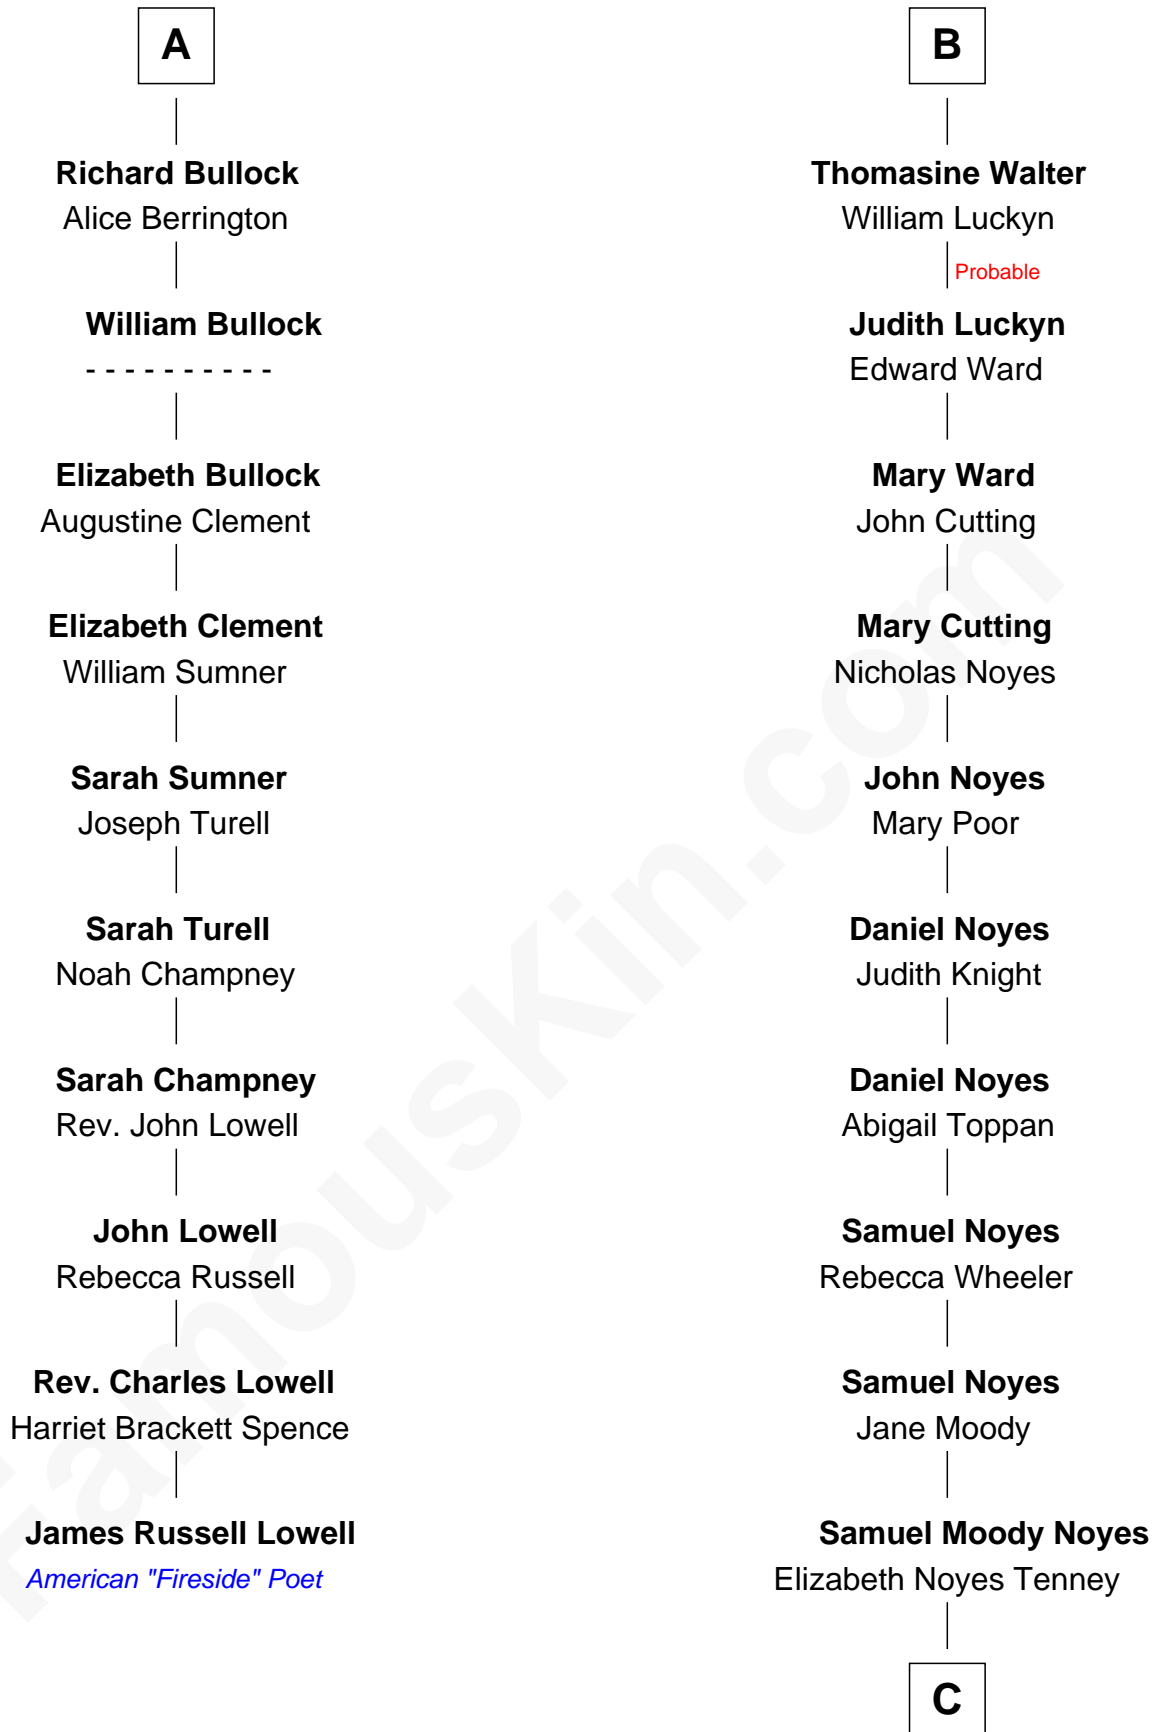 A
Richard Bullock
Alice Berrington
William Bullock
- - - - - - - - - -
Elizabeth Bullock
Augustine Clement
Elizabeth Clement
William Sumner
Sarah Sumner
Joseph Turell
Sarah Turell
Noah Champney
Sarah Champney
Rev. John Lowell
John Lowell
Rebecca Russell
Rev. Charles Lowell
Harriet Brackett Spence
James Russell Lowell
American "Fireside" Poet
B
Thomasine Walter
William Luckyn
Probable
Judith Luckyn
Edward Ward
Mary Ward
John Cutting
Mary Cutting
Nicholas Noyes
John Noyes
Mary Poor
Daniel Noyes
Judith Knight
Daniel Noyes
Abigail Toppan
Samuel Noyes
Rebecca Wheeler
Samuel Noyes
Jane Moody
Samuel Moody Noyes
Elizabeth Noyes Tenney
C
FamousKin.com